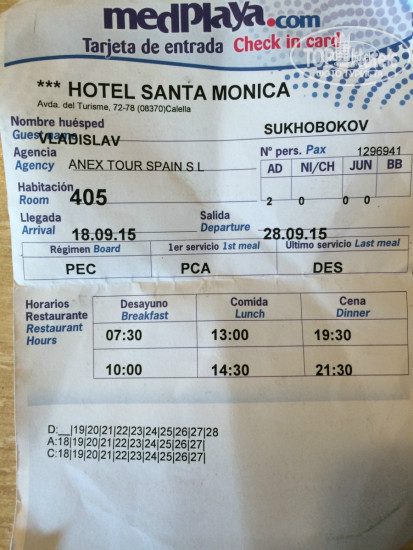 medplaya.com
Tarjeta de entrada Check in card
*** HOTEL SANTA MONICA
Avda. del Turisme, 72-78 (08370)Calella
Nombre huésped
Guest name VLADISLAV SUKHOBOKOV
Agencia
Agency ANEX TOUR SPAIN S L
Nº pers. Pax 1296941
AD NI/CH JUN BB
2 0 0 0
Habitación
Room 405
Llegada
Arrival 18.09.15
Salida
Departure 28.09.15
Régimen Board 1er servicio 1st meal Último servicio Last meal
PEC PCA DES
Horarios
Restaurante
Restaurant
Hours
Desayuno Comida Cena
Breakfast Lunch Dinner
07:30 13:00 19:30
10:00 14:30 21:30
D:__|19|20|21|22|23|24|25|26|27|28
A:18|19|20|21|22|23|24|25|26|27|
C:18|19|20|21|22|23|24|25|26|27|